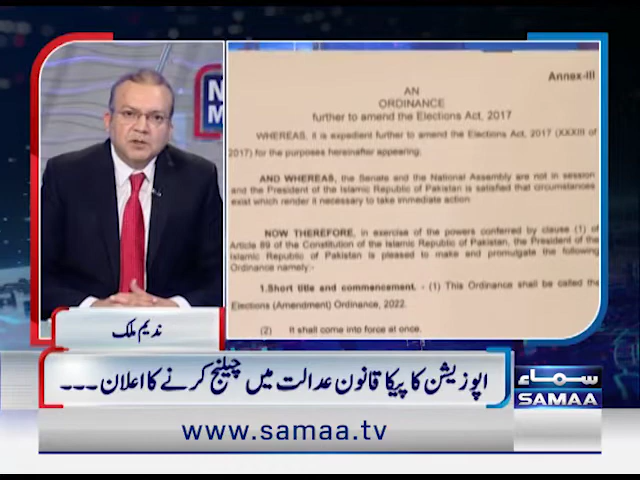 N
M
Annex-III
AN
ORDINANCE
further to amend the Elections Act, 2017
WHEREAS, it is expedient further to amend the Elections Act, 2017 (XXXIII of
2017) for the purposes hereinafter appearing;
AND WHEREAS, the Senate and the National Assembly are not in session
and the President of the Islamic Republic of Pakistan is satisfied that circumstances
exist which render it necessary to take immediate action
NOW THEREFORE, in exercise of the powers conferred by clause (1) of
Article 89 of the Constitution of the Islamic Republic of Pakistan, the President of the
Islamic Republic of Pakistan is pleased to make and promulgate the following
Ordinance namely:-
1.Short title and commencement. - (1) This Ordinance shall be called the
Elections (Amendment) Ordinance, 2022.
(2) It shall come into force at once.
ندیم ملک
اپوزیشن کا پیکا قانون عدالت میں چیلنج کرنے کا اعلان ۔۔۔
سماء
SAMAA
www.samaa.tv